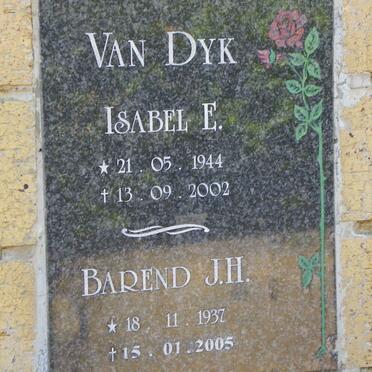 VAN DYK
ISABEL E.
★ 21 . 05 . 1944
† 13 . 09 . 2002
BAREND J.H.
★ 18 . 11 . 1937
† 15 . 01 . 2005